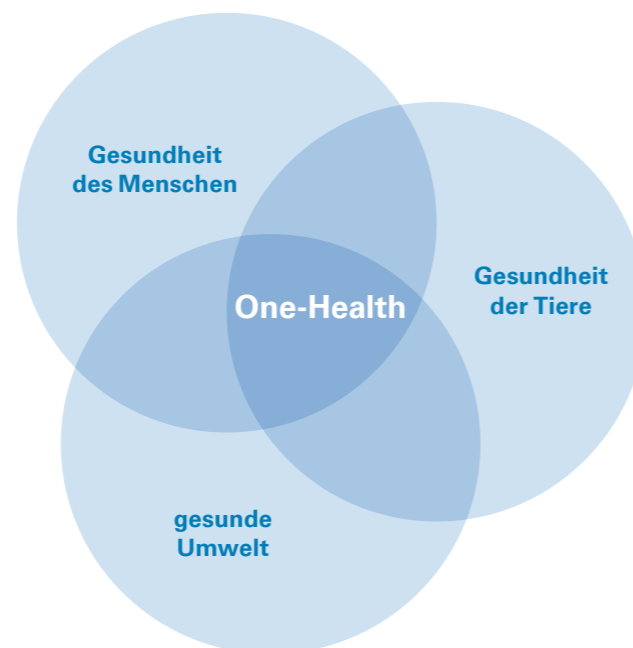 Gesundheit
des Menschen
Gesundheit
der Tiere
One-Health
gesunde
Umwelt